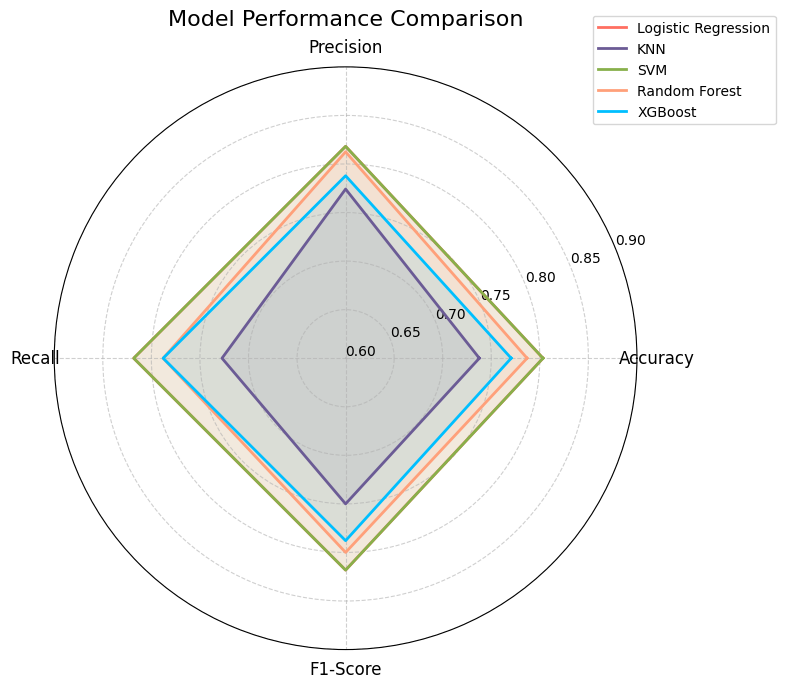 Model Performance Comparison
Logistic Regression
KNN
SVM
Random Forest
XGBoost
Precision
0.90
0.85
0.80
0.75
0.70
0.65
0.60
Recall
Accuracy
F1-Score